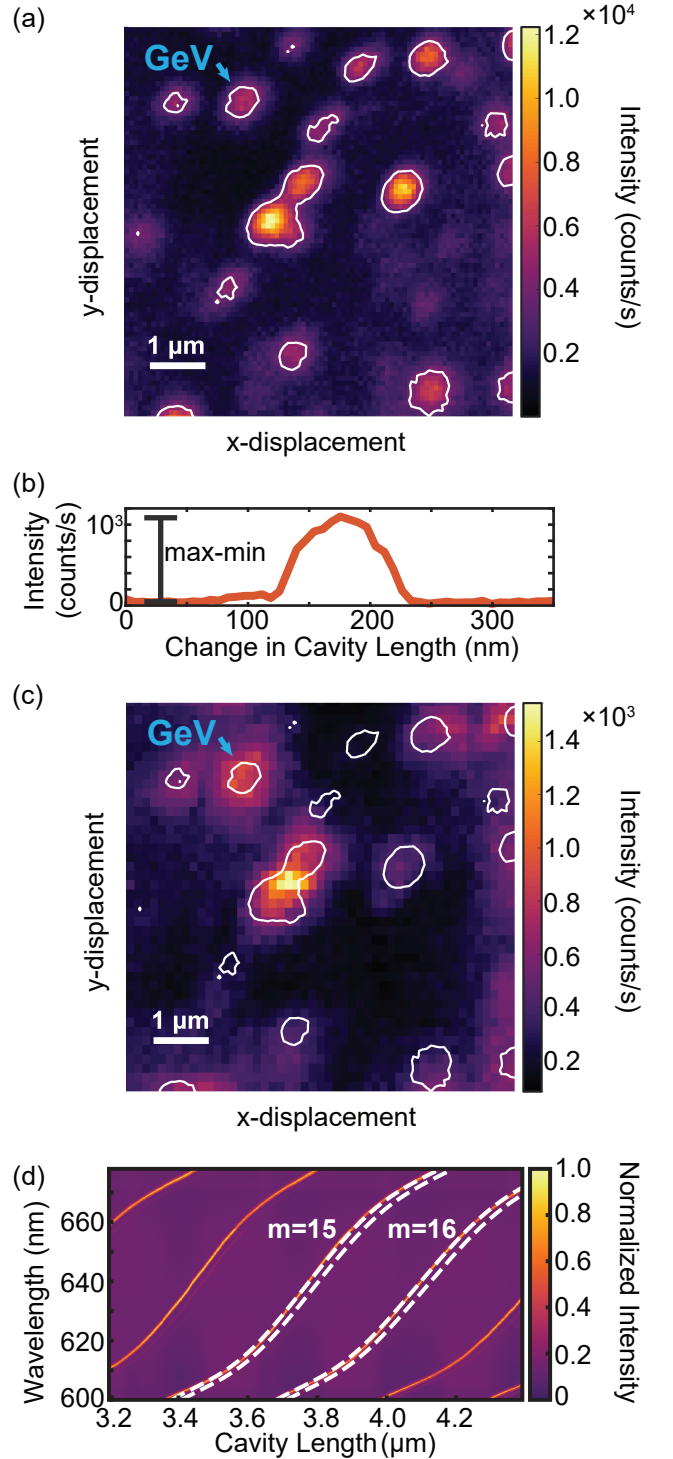 (a)
GeV
1 μm
y-displacement
x-displacement
×10⁴
1.2
1.0
0.8
0.6
0.4
0.2
Intensity (counts/s)
(b)
Intensity
(counts/s)
10³
0
max-min
0 100 200 300
Change in Cavity Length (nm)
(c)
GeV
1 μm
y-displacement
x-displacement
×10³
1.4
1.2
1.0
0.8
0.6
0.4
0.2
Intensity (counts/s)
(d)
Wavelength (nm)
660
640
620
600
m=15
m=16
3.2 3.4 3.6 3.8 4.0 4.2
Cavity Length (μm)
1.0
0.8
0.6
0.4
0.2
0
Normalized Intensity